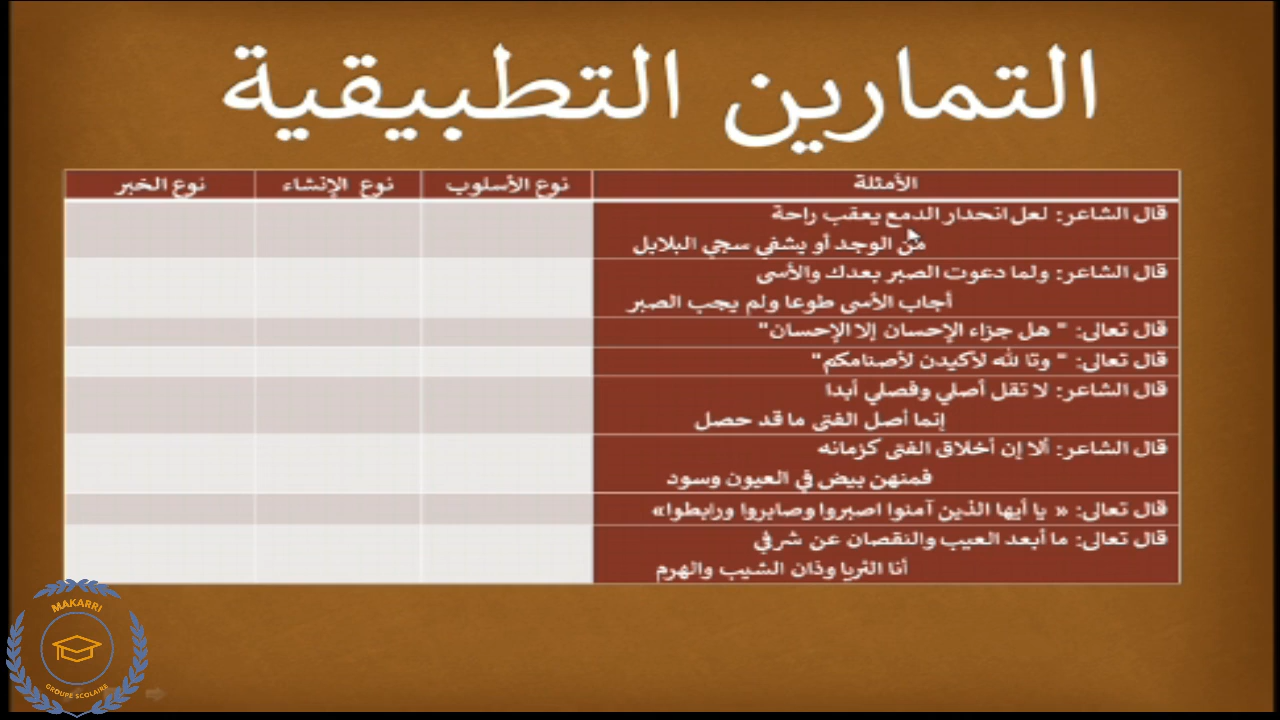 التمارين التطبيقية
الأمثلة
نوع الأسلوب
نوع الإنشاء
نوع الخبر
قال الشاعر: لعل انحدار الدمع يعقب راحة
من الوجد أو يشفي سجي البلابل
قال الشاعر: ولما دعوت الصبر بعدك والأسى
أجاب الأسى طوعا ولم يجب الصبر
قال تعالى: " هل جزاء الإحسان إلا الإحسان"
قال تعالى: " وتا لله لأكيدن لأصنامكم"
قال الشاعر: لا تقل أصلي وفصلي أبدا
إنما أصل الفتى ما قد حصل
قال الشاعر: ألا إن أخلاق الفتى كزمانه
فمنهن بيض في العيون وسود
قال تعالى: « يا أيها الذين آمنوا اصبروا وصابروا ورابطوا»
قال تعالى: ما أبعد العيب والنقصان عن شرفي
أنا الثريا وذان الشيب والهرم
MAKARRI
GROUPE SCOLAIRE